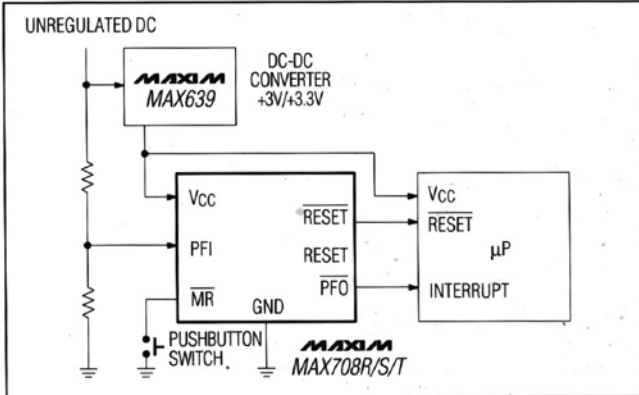 UNREGULATED DC
MAXIM
MAX639
DC-DC
CONVERTER
+3V/+3.3V
VCC
PFI
MR
GND
RESET
RESET
PFO
VCC
RESET
µP
INTERRUPT
PUSHBUTTON
SWITCH
MAXIM
MAX708R/S/T